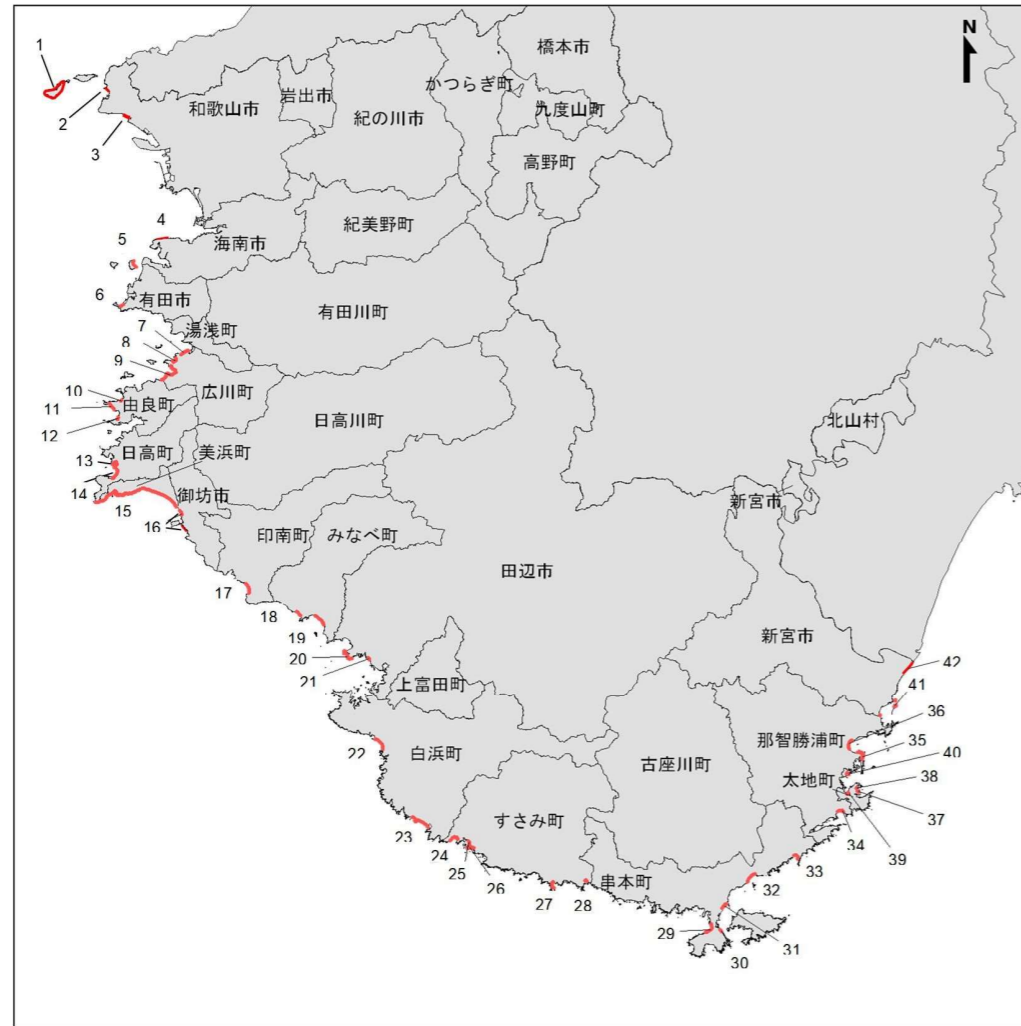 N
橋本市
かつらぎ町
岩出市
和歌山市
紀の川市
九度山町
高野町
1
2
3
4
5
6
海南市
紀美野町
有田市
有田川町
湯浅町
7
8
9
広川町
10
11
12
由良町
日高川町
北山村
日高町
美浜町
13
14
15
御坊市
16
新宮市
印南町
みなべ町
田辺市
17
18
19
20
21
新宮市
42
41
上富田町
36
那智勝浦町
35
22
白浜町
古座川町
40
太地町
38
37
23
すさみ町
34
39
24
25
26
33
27
28
串本町
32
31
29
30